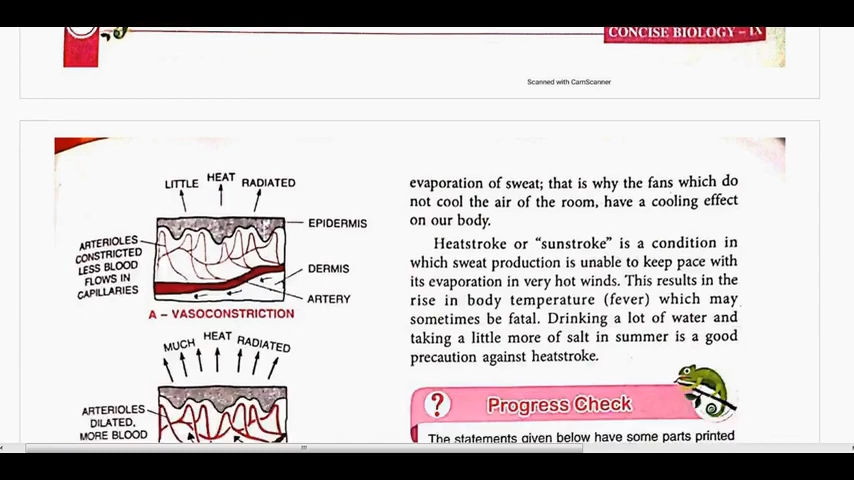 CONCISE BIOLOGY – IX
Scanned with CamScanner
LITTLE HEAT RADIATED
EPIDERMIS
ARTERIOLES
CONSTRICTED
LESS BLOOD
FLOWS IN
CAPILLARIES
DERMIS
ARTERY
A – VASOCONSTRICTION
MUCH HEAT RADIATED
ARTERIOLES
DILATED,
MORE BLOOD
evaporation of sweat; that is why the fans which do
not cool the air of the room, have a cooling effect
on our body.
Heatstroke or “sunstroke” is a condition in
which sweat production is unable to keep pace with
its evaporation in very hot winds. This results in the
rise in body temperature (fever) which may
sometimes be fatal. Drinking a lot of water and
taking a little more of salt in summer is a good
precaution against heatstroke.
? Progress Check
The statements given below have some parts printed